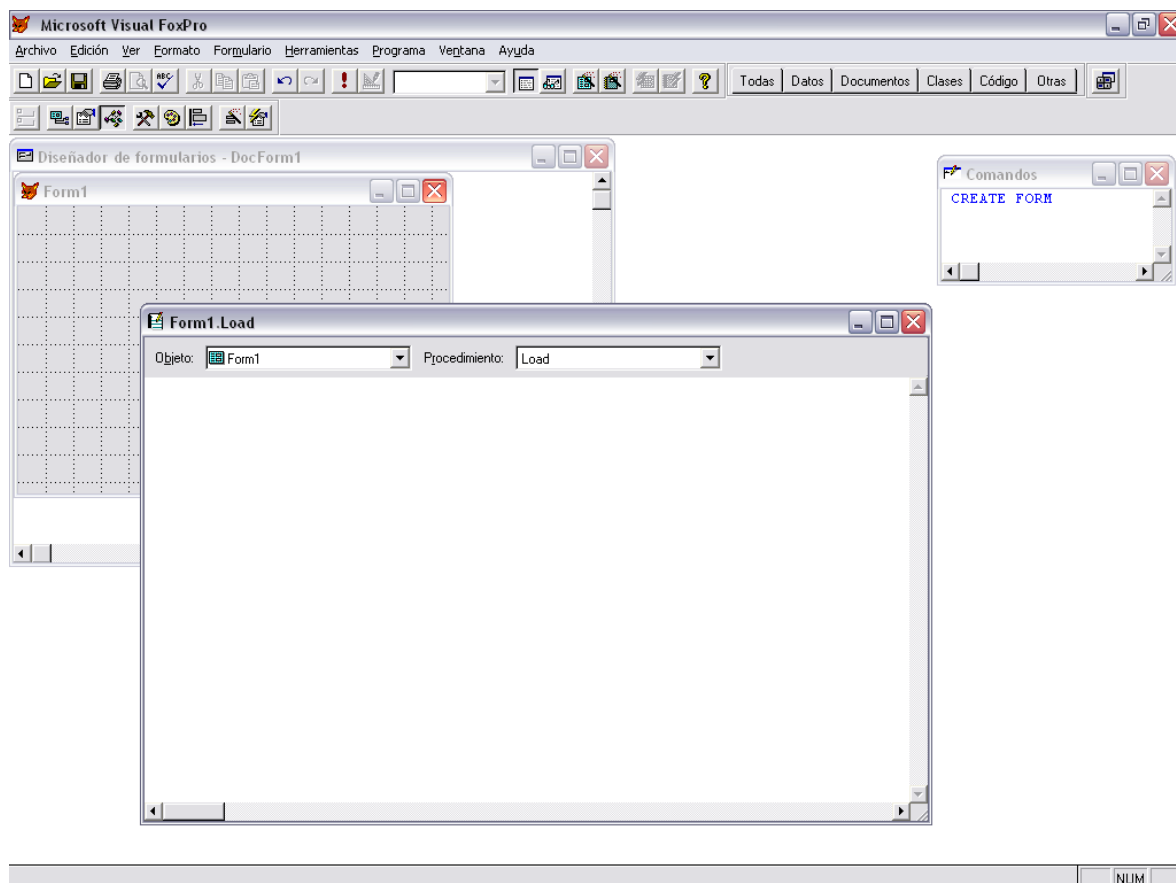 Microsoft Visual FoxPro
Archivo Edición Ver Formato Formulario Herramientas Programa Ventana Ayuda
ABC
Todas Datos Documentos Clases Código Otras
Diseñador de formularios - DocForm1
Form1
Comandos
CREATE FORM
Form1.Load
Objeto: Form1 Procedimiento: Load
NUM